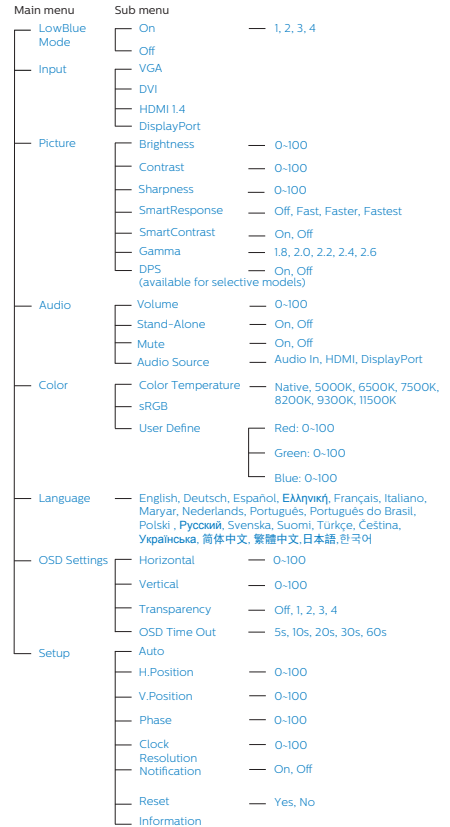 Main menu Sub menu
LowBlue Mode On 1, 2, 3, 4
Off
Input VGA
DVI
HDMI 1.4
DisplayPort
Picture Brightness 0~100
Contrast 0~100
Sharpness 0~100
SmartResponse Off, Fast, Faster, Fastest
SmartContrast On, Off
Gamma 1.8, 2.0, 2.2, 2.4, 2.6
DPS On, Off
(available for selective models)
Audio Volume 0~100
Stand-Alone On, Off
Mute On, Off
Audio Source Audio In, HDMI, DisplayPort
Color Color Temperature Native, 5000K, 6500K, 7500K,
8200K, 9300K, 11500K
sRGB
User Define Red: 0~100
Green: 0~100
Blue: 0~100
Language English, Deutsch, Español, Ελληνική, Français, Italiano,
Maryar, Nederlands, Português, Português do Brasil,
Polski , Русский, Svenska, Suomi, Türkçe, Čeština,
Українська, 简体中文, 繁體中文,日本語,한국어
OSD Settings Horizontal 0~100
Vertical 0~100
Transparency Off, 1, 2, 3, 4
OSD Time Out 5s, 10s, 20s, 30s, 60s
Setup Auto
H.Position 0~100
V.Position 0~100
Phase 0~100
Clock 0~100
Resolution
Notification On, Off
Reset Yes, No
Information